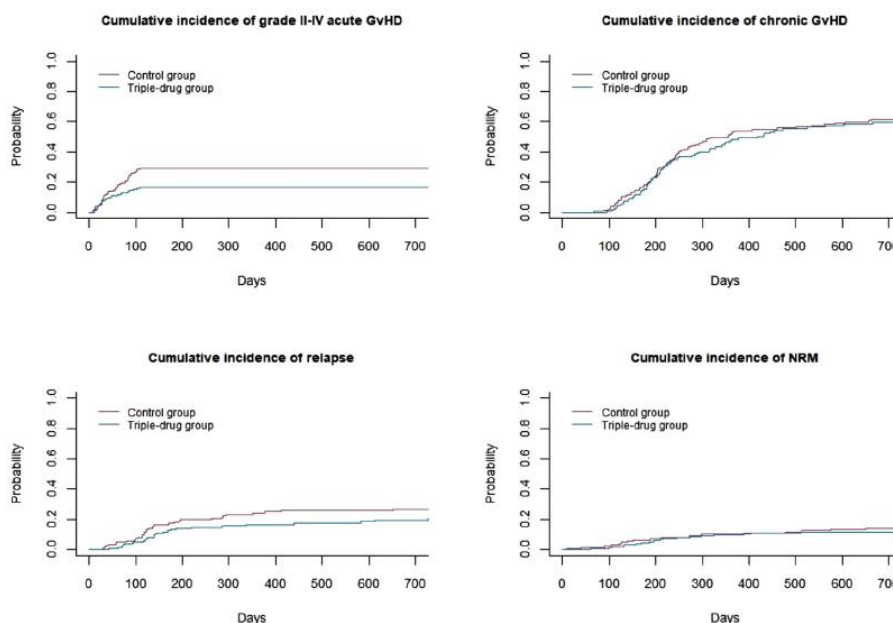 Cumulative incidence of grade II-IV acute GvHD
1.0
0.8
0.6
0.4
0.2
0.0
Probability
Control group
Triple-drug group
0 100 200 300 400 500 600 700
Days
Cumulative incidence of chronic GvHD
1.0
0.8
0.6
0.4
0.2
0.0
Probability
Control group
Triple-drug group
0 100 200 300 400 500 600 700
Days
Cumulative incidence of relapse
1.0
0.8
0.6
0.4
0.2
0.0
Probability
Control group
Triple-drug group
0 100 200 300 400 500 600 700
Days
Cumulative incidence of NRM
1.0
0.8
0.6
0.4
0.2
0.0
Probability
Control group
Triple-drug group
0 100 200 300 400 500 600 700
Days